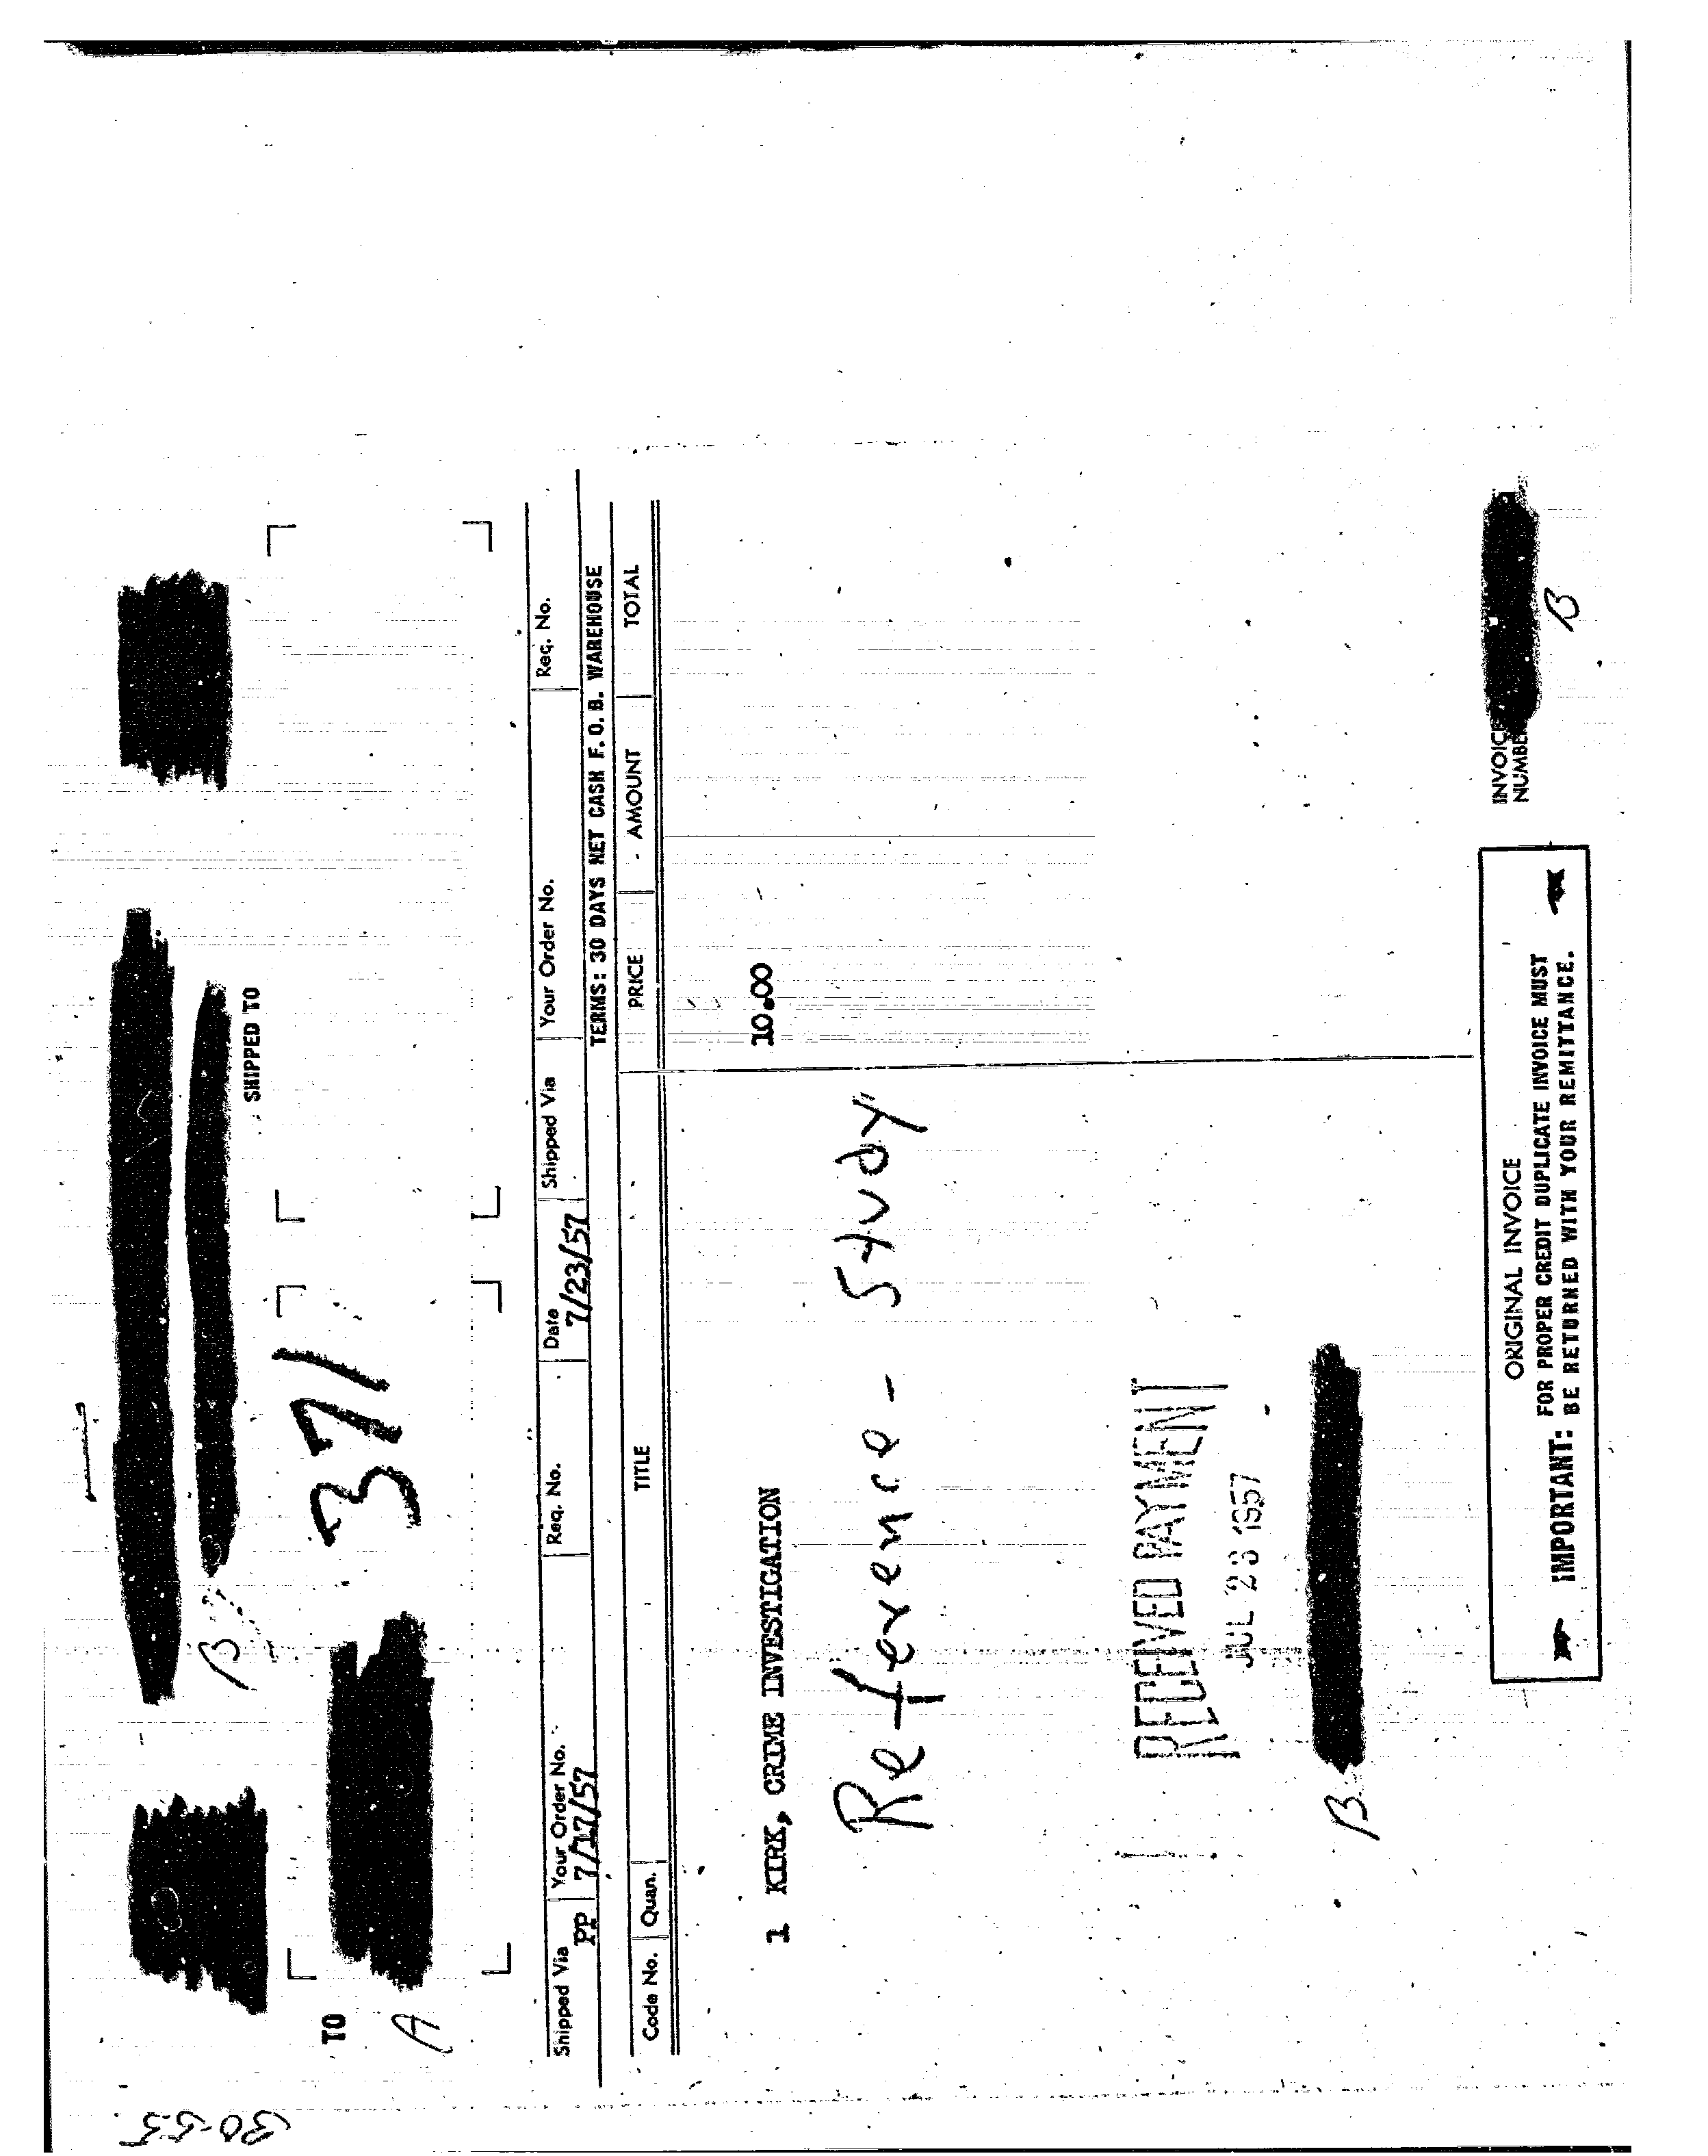 30-55
B
SHIPPED TO
TO
371
A
Shipped Via Your Order No. Req. No. Date Shipped Via Your Order No. Req. No.
PP 7/17/57 7/23/57
TERMS: 30 DAYS NET CASH F. O. B. WAREHOUSE
Code No. Quan. TITLE PRICE AMOUNT TOTAL
1 KIRK, CRIME INVESTIGATION 10.00
Reference - Study
RECEIVED PAYMENT
JUL 23 1957
B
ORIGINAL INVOICE
IMPORTANT: FOR PROPER CREDIT DUPLICATE INVOICE MUST
BE RETURNED WITH YOUR REMITTANCE.
INVOICE
NUMBER
B